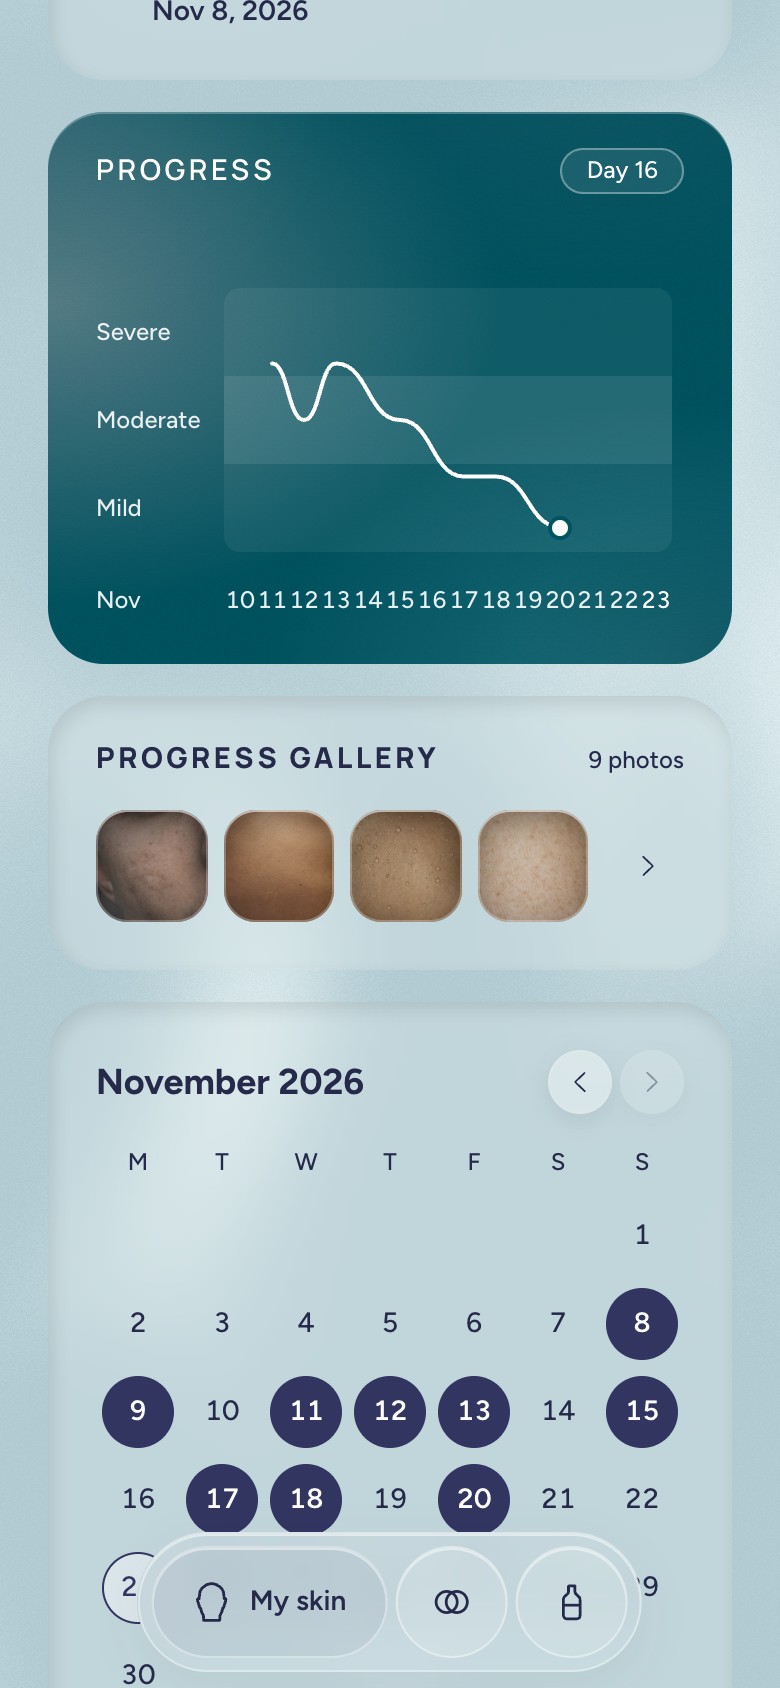 Nov 8, 2026
PROGRESS
Day 16
Severe
Moderate
Mild
Nov 10 11 12 13 14 15 16 17 18 19 20 21 22 23
PROGRESS GALLERY
9 photos
November 2026
M T W T F S S
1
2 3 4 5 6 7 8
9 10 11 12 13 14 15
16 17 18 19 20 21 22
My skin
30